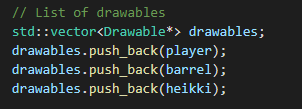 // List of drawables
std::vector<Drawable*> drawables;
drawables.push_back(player);
drawables.push_back(barrel);
drawables.push_back(heikki);